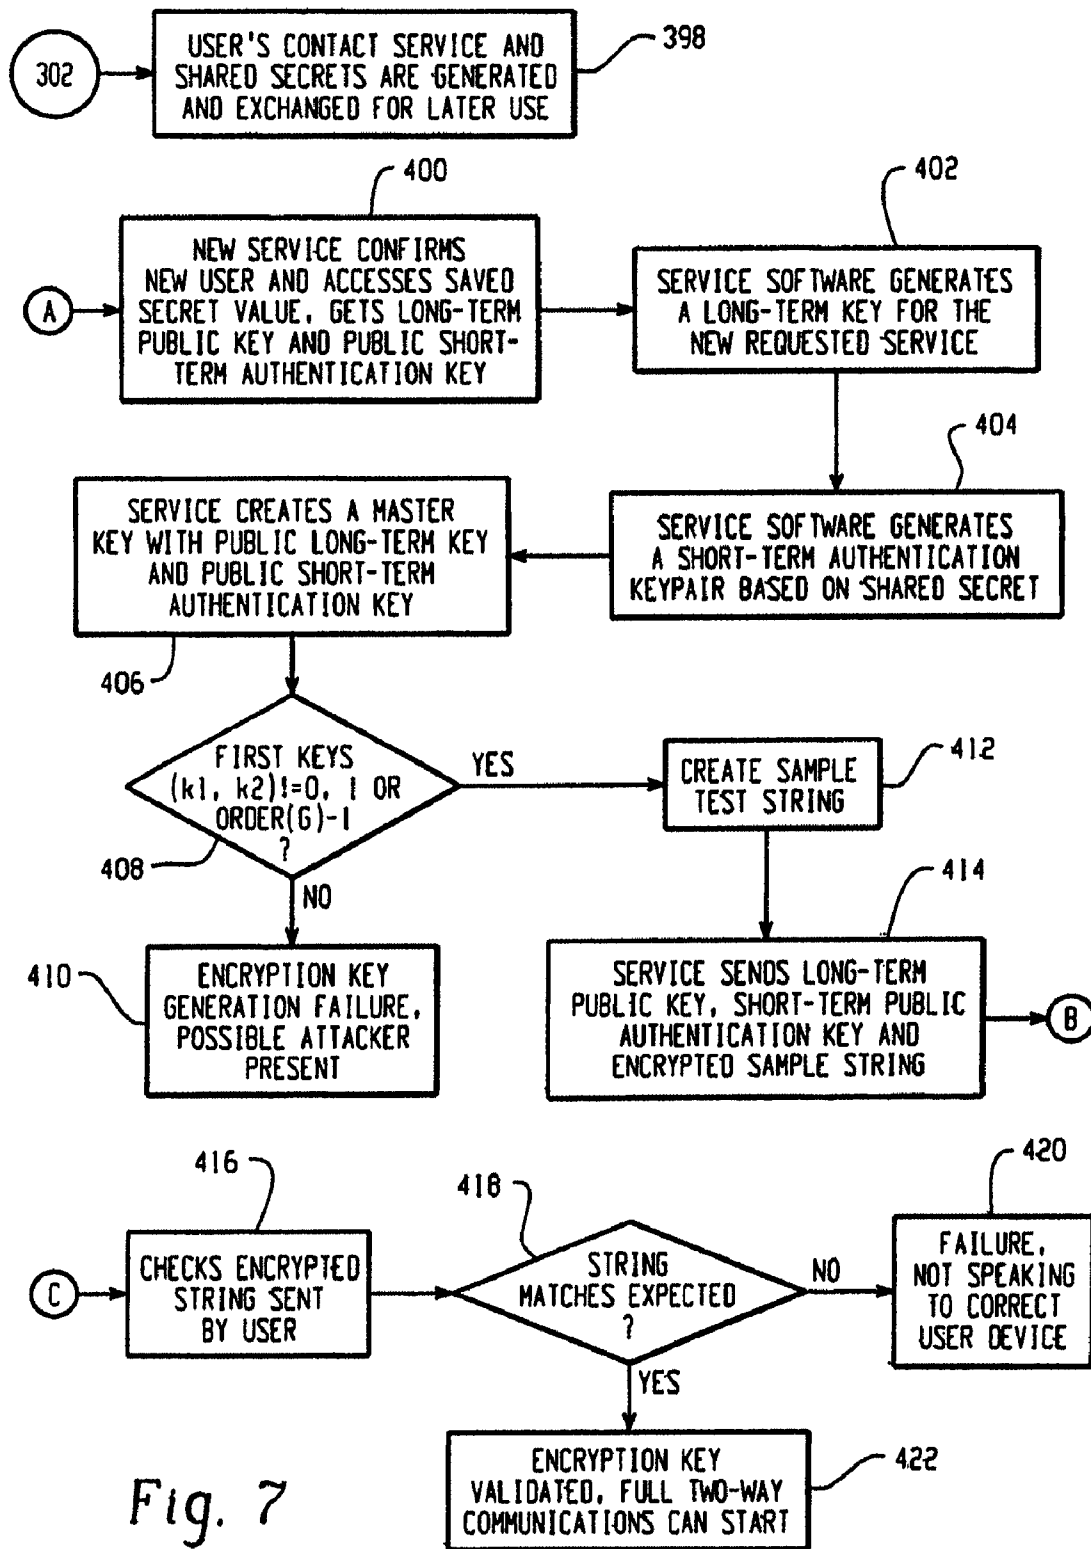 302
USER'S CONTACT SERVICE AND
SHARED SECRETS ARE GENERATED
AND EXCHANGED FOR LATER USE
398
400
A
NEW SERVICE CONFIRMS
NEW USER AND ACCESSES SAVED
SECRET VALUE, GETS LONG-TERM
PUBLIC KEY AND PUBLIC SHORT-
TERM AUTHENTICATION KEY
402
SERVICE SOFTWARE GENERATES
A LONG-TERM KEY FOR THE
NEW REQUESTED SERVICE
404
SERVICE SOFTWARE GENERATES
A SHORT-TERM AUTHENTICATION
KEYPAIR BASED ON SHARED SECRET
SERVICE CREATES A MASTER
KEY WITH PUBLIC LONG-TERM KEY
AND PUBLIC SHORT-TERM
AUTHENTICATION KEY
406
FIRST KEYS
(k1, k2)!=0, 1 OR
ORDER(G)-1
?
408
YES
NO
CREATE SAMPLE
TEST STRING
412
410
ENCRYPTION KEY
GENERATION FAILURE,
POSSIBLE ATTACKER
PRESENT
414
SERVICE SENDS LONG-TERM
PUBLIC KEY, SHORT-TERM PUBLIC
AUTHENTICATION KEY AND
ENCRYPTED SAMPLE STRING
B
416
C
CHECKS ENCRYPTED
STRING SENT
BY USER
418
STRING
MATCHES EXPECTED
?
NO
YES
420
FAILURE,
NOT SPEAKING
TO CORRECT
USER DEVICE
ENCRYPTION KEY
VALIDATED, FULL TWO-WAY
COMMUNICATIONS CAN START
422
Fig. 7